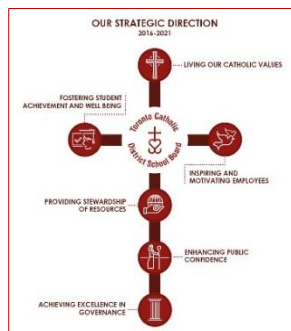 OUR STRATEGIC DIRECTION
2016-2021
LIVING OUR CATHOLIC VALUES
FOSTERING STUDENT
ACHIEVEMENT AND WELL BEING
Toronto Catholic
District School Board
INSPIRING AND
MOTIVATING EMPLOYEES
PROVIDING STEWARDSHIP
OF RESOURCES
ENHANCING PUBLIC
CONFIDENCE
ACHIEVING EXCELLENCE IN
GOVERNANCE